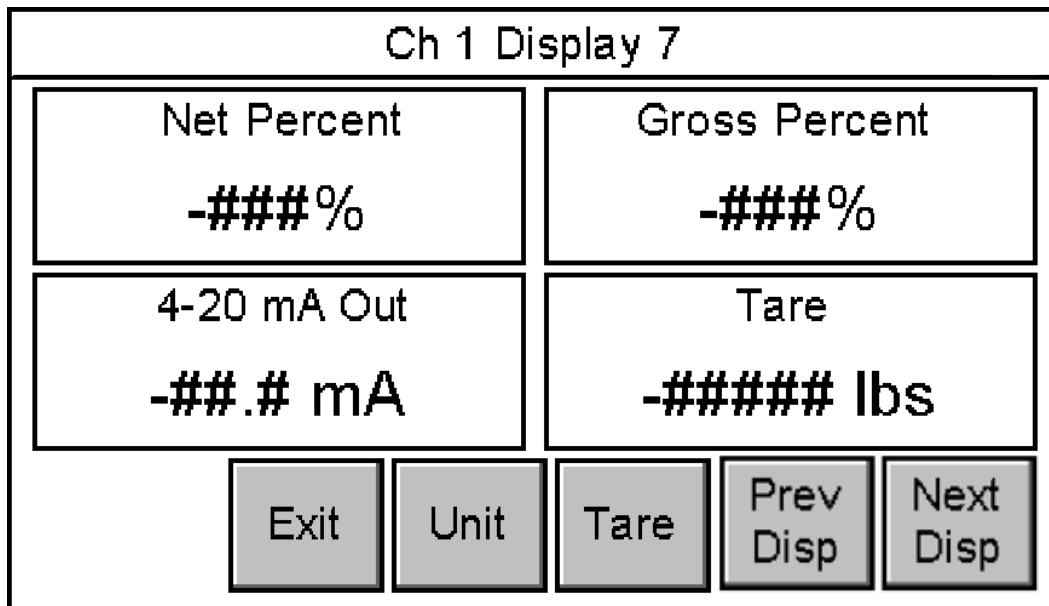 Ch 1 Display 7
Net Percent
-###%
Gross Percent
-###%
4-20 mA Out
-##.# mA
Tare
-##### lbs
Exit
Unit
Tare
Prev
Disp
Next
Disp